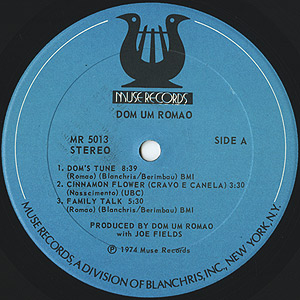 MUSE RECORDS
DOM UM ROMAO
MR 5013
STEREO
SIDE A
1. DOM'S TUNE 8:39
(Romao) (Blanchris/Berimbau) BMI
2. CINNAMON FLOWER (CRAVO E CANELA) 3:30
(Nascimento) (UBC)
3. FAMILY TALK 5:30
(Romao) (Blanchris/Berimbau) BMI
PRODUCED BY DOM UM ROMAO
with JOE FIELDS
Ⓟ 1974 Muse Records
MUSE RECORDS, A DIVISION OF BLANCHRIS, INC., NEW YORK, N.Y.